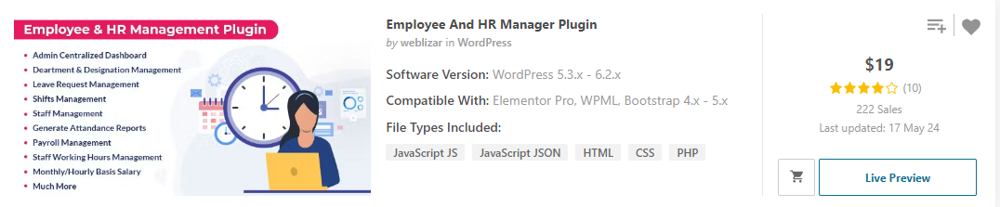 Employee & HR Management Plugin
Admin Centralized Dashboard
Deartment & Designation Management
Leave Request Management
Shifts Management
Staff Management
Generate Attandance Reports
Payroll Management
Staff Working Hours Management
Monthly/Hourly Basis Salary
Much More
Employee And HR Manager Plugin
by weblizar in WordPress
Software Version: WordPress 5.3.x - 6.2.x
Compatible With: Elementor Pro, WPML, Bootstrap 4.x - 5.x
File Types Included:
JavaScript JS JavaScript JSON HTML CSS PHP
$19
(10)
222 Sales
Last updated: 17 May 24
Live Preview